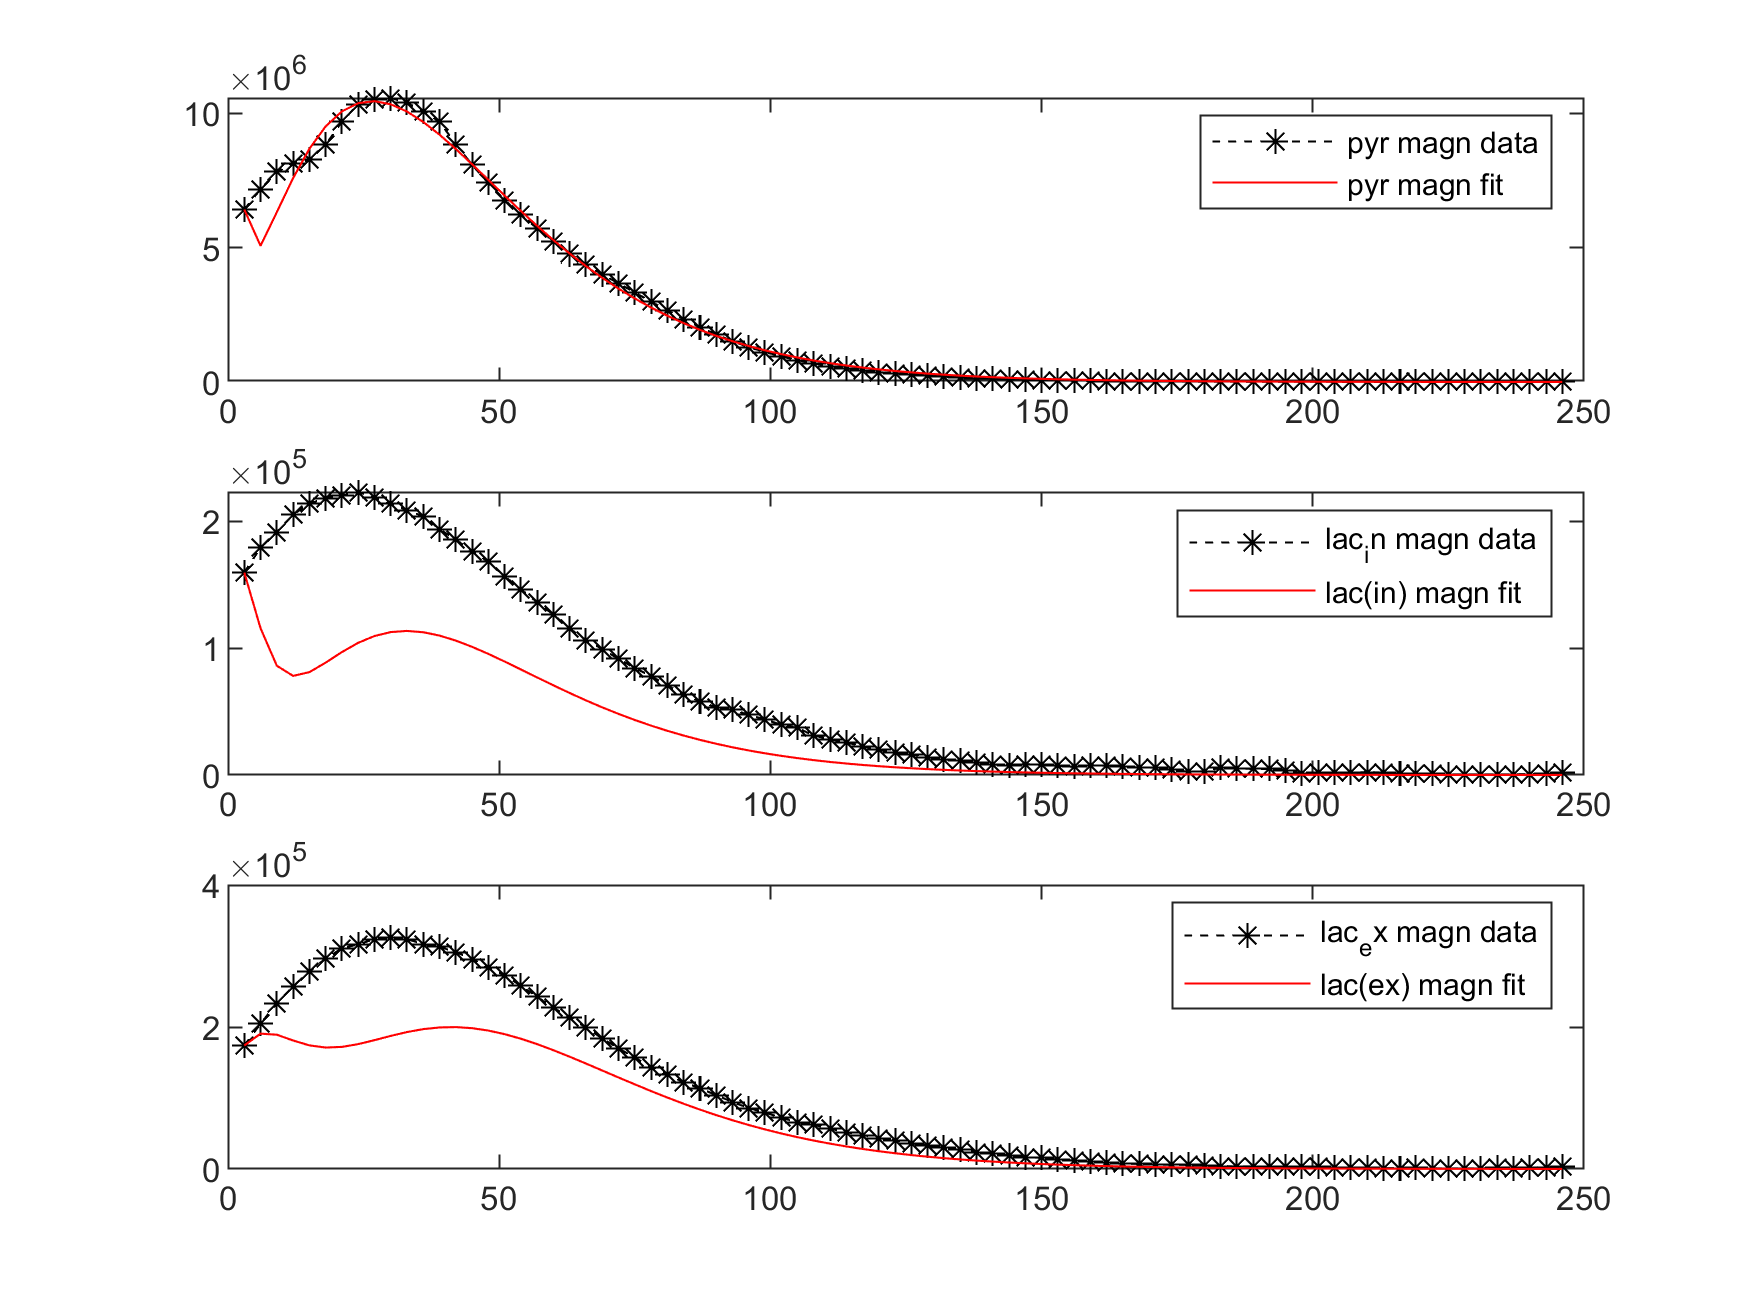 ×10^6
10
5
0
0 50 100 150 200 250
pyr magn data
pyr magn fit
×10^5
2
1
0
0 50 100 150 200 250
lac_in magn data
lac(in) magn fit
×10^5
4
2
0
0 50 100 150 200 250
lac_ex magn data
lac(ex) magn fit